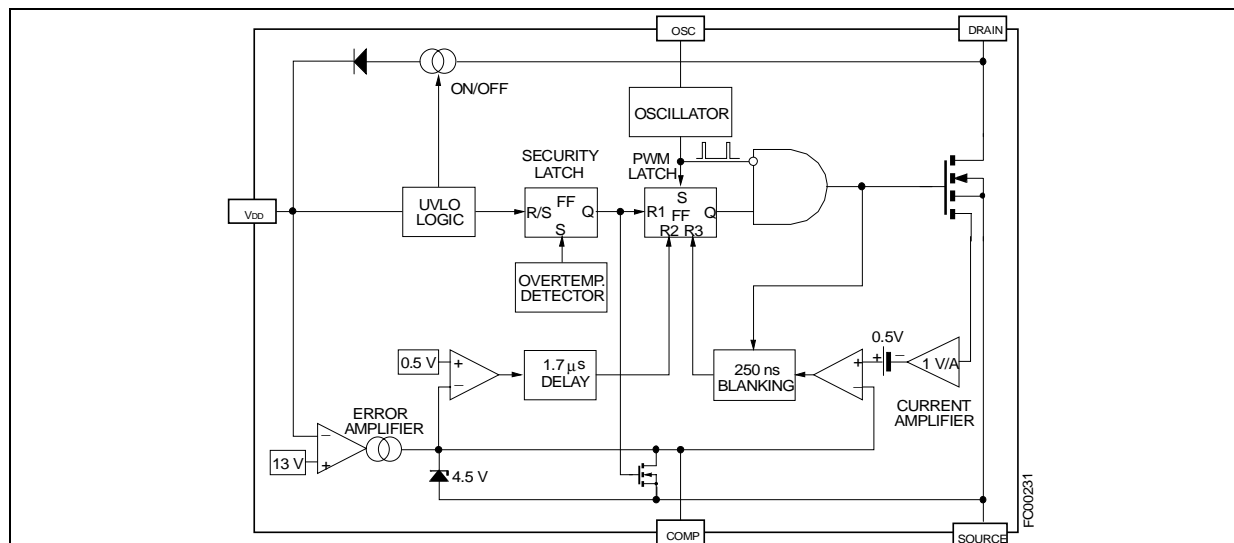 OSC
DRAIN
ON/OFF
OSCILLATOR
SECURITY
LATCH
PWM
LATCH
VDD
UVLO
LOGIC
R/S
FF
Q
S
S
R1
FF
Q
R2 R3
OVERTEMP.
DETECTOR
0.5 V
+
–
1.7 μs
DELAY
250 ns
BLANKING
+
–
0.5V
+
–
1 V/A
CURRENT
AMPLIFIER
ERROR
AMPLIFIER
–
+
13 V
4.5 V
COMP
SOURCE
FC00231